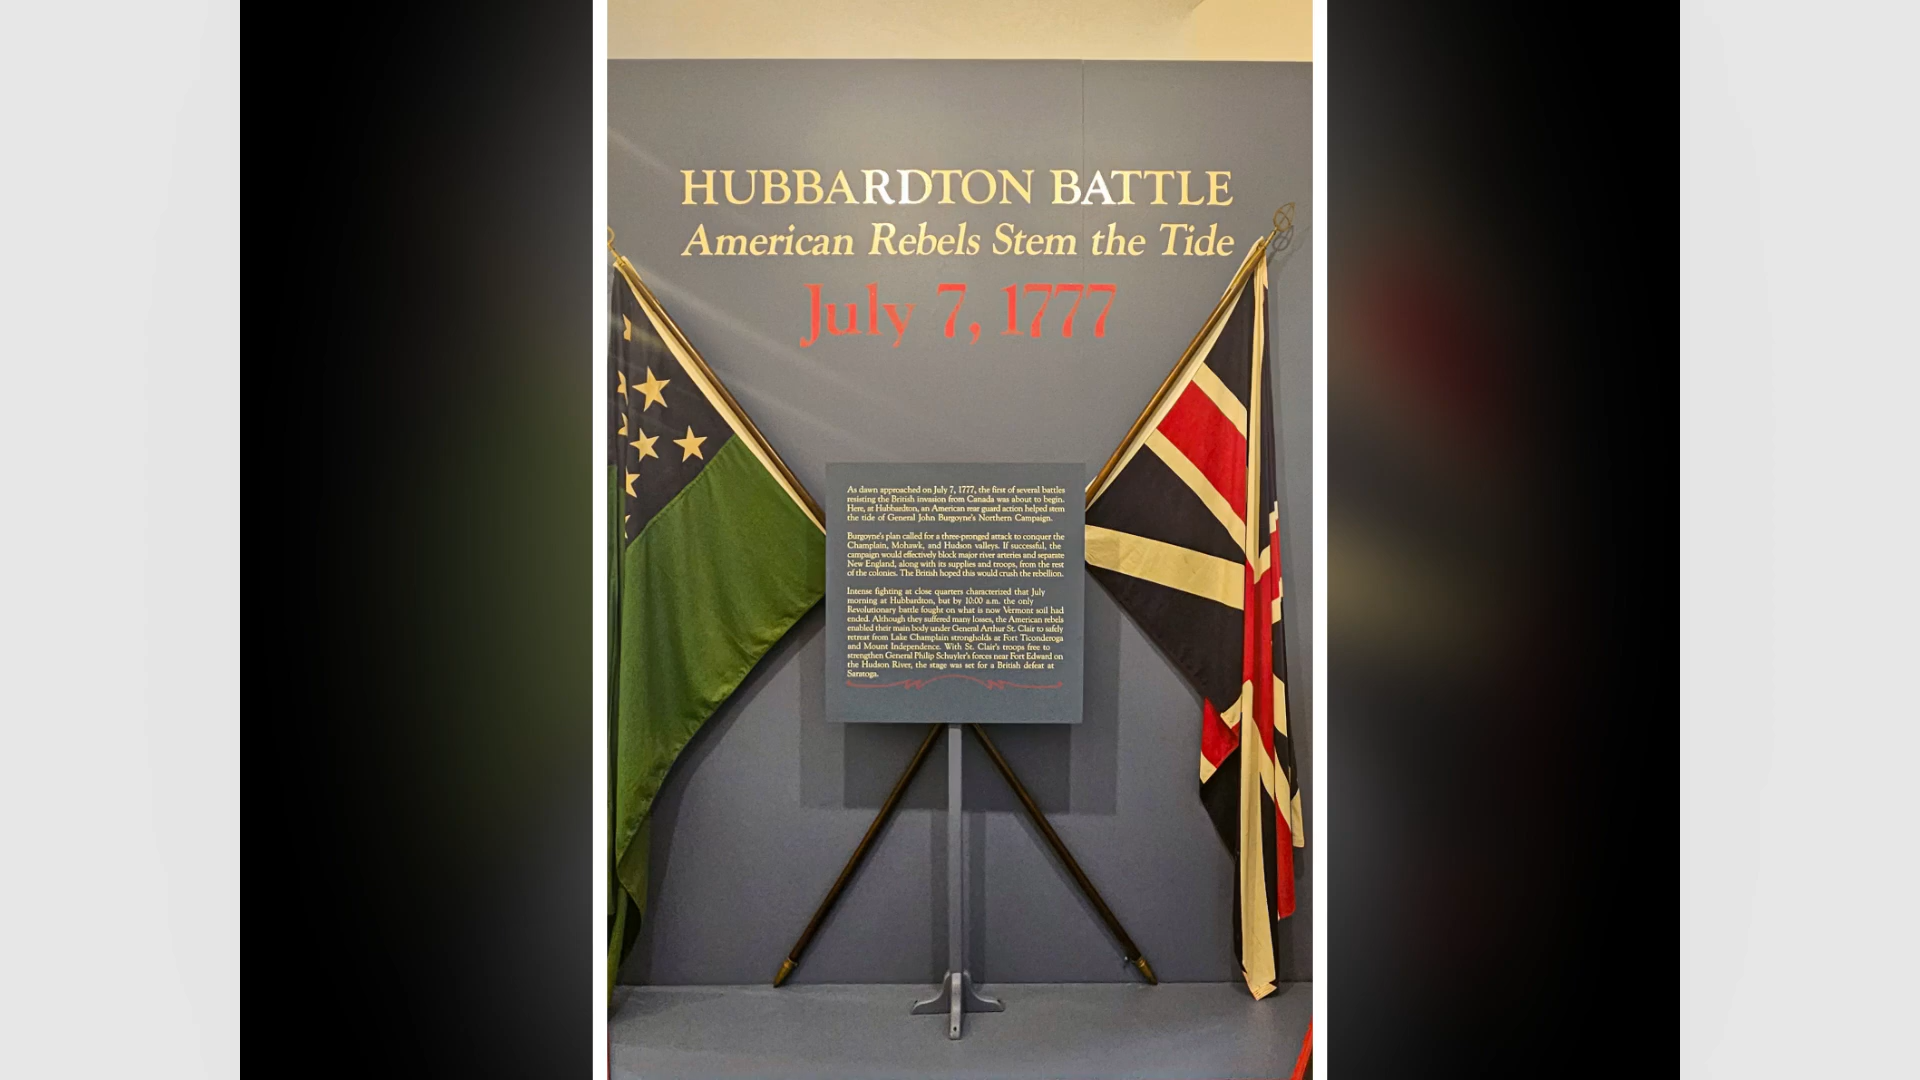 HUBBARDTON BATTLE
American Rebels Stem the Tide
July 7, 1777
As dawn approached on July 7, 1777, the first of several battles
resisting the British invasion from Canada was about to begin.
Here, at Hubbardton, an American rear guard action helped stem
the tide of General John Burgoyne's Northern Campaign.
Burgoyne's plan called for a three-pronged attack to conquer the
Champlain, Mohawk, and Hudson valleys. If successful, the
campaign would effectively block major river arteries and separate
New England, along with its supplies and troops, from the rest
of the colonies. The British hoped this would crush the rebellion.
Intense fighting at close quarters characterized that July
morning at Hubbardton, but by 10:00 a.m. the only
Revolutionary battle fought on what is now Vermont soil had
ended. Although they suffered many losses, the American rebels
enabled their main body under General Arthur St. Clair to safely
retreat from Lake Champlain strongholds at Fort Ticonderoga
and Mount Independence. With St. Clair's troops free to
strengthen General Philip Schuyler's forces near Fort Edward on
the Hudson River, the stage was set for a British defeat at
Saratoga.